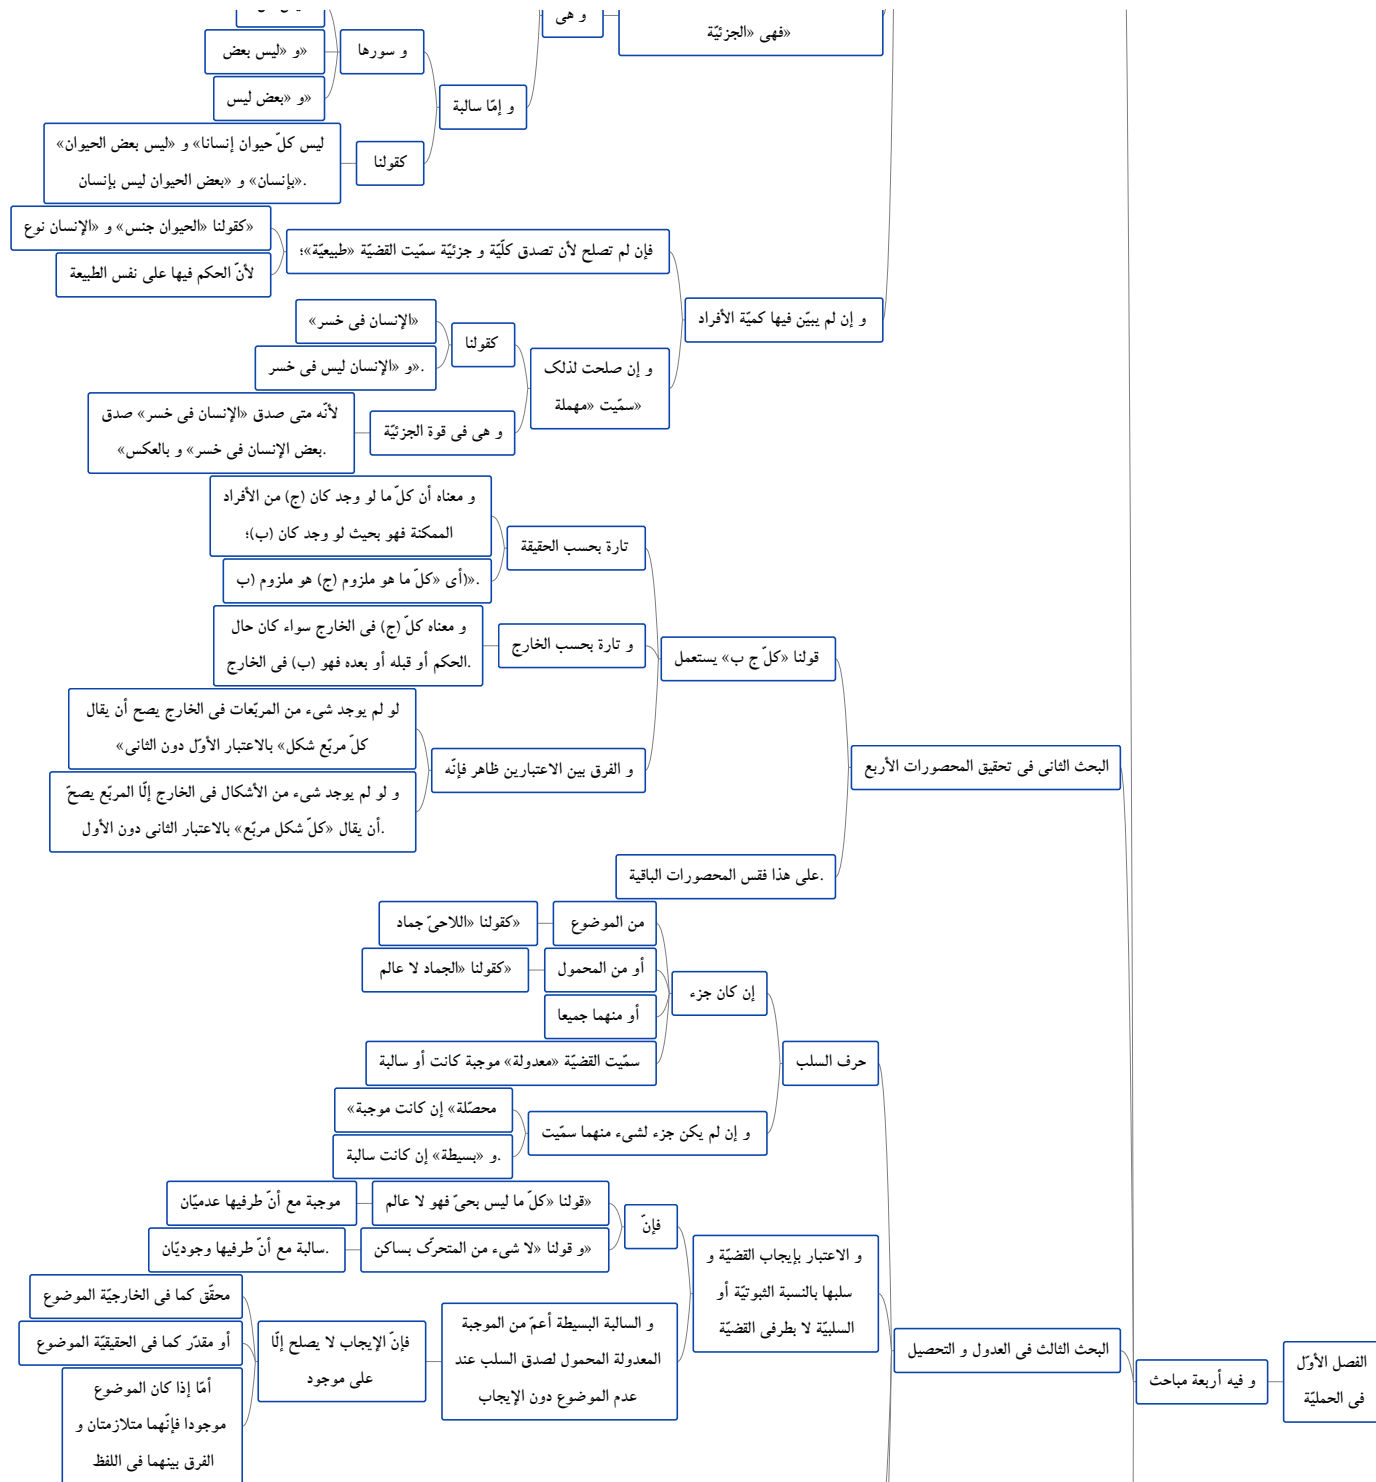 فهى «الجزئيّة»
و هى
و إمّا سالبة
و سورها
و «ليس بعض»
و «بعض ليس»
كقولنا
«ليس كلّ حيوان إنسانا» و «ليس بعض الحيوان
بإنسان» و «بعض الحيوان ليس بإنسان».
و إن لم يبيّن فيها كميّة الأفراد
فإن لم تصلح لأن تصدق كلّيّة و جزئيّة سمّيت القضيّة «طبيعيّة»؛
كقولنا «الحيوان جنس» و «الإنسان نوع»
لأنّ الحكم فيها على نفس الطبيعة
و إن صلحت لذلک
سمّيت «مهملة»
كقولنا
«الإنسان فى خسر»
و «الإنسان ليس فى خسر».
و هى فى قوة الجزئيّة
لأنّه متى صدق «الإنسان فى خسر» صدق
«بعض الإنسان فى خسر» و بالعكس.
الفصل الأوّل
فى الحمليّة
و فيه أربعة مباحث
البحث الثانى فى تحقيق المحصورات الأربع
قولنا «كلّ ج ب» يستعمل
تارة بحسب الحقيقة
و معناه أن كلّ ما لو وجد كان (ج) من الأفراد
الممكنة فهو بحيث لو وجد كان (ب)؛
أى «كلّ ما هو ملزوم (ج) هو ملزوم (ب)».
و تارة بحسب الخارج
و معناه كلّ (ج) فى الخارج سواء كان حال
الحكم أو قبله أو بعده فهو (ب) فى الخارج.
و الفرق بين الاعتبارين ظاهر فإنّه
لو لم يوجد شىء من المربّعات فى الخارج يصح أن يقال
«كلّ مربّع شكل» بالاعتبار الأوّل دون الثانى
و لو لم يوجد شىء من الأشكال فى الخارج إلّا المربّع يصحّ
أن يقال «كلّ شكل مربّع» بالاعتبار الثانى دون الأول.
على هذا فقس المحصورات الباقية.
البحث الثالث فى العدول و التحصيل
حرف السلب
إن كان جزء
من الموضوع
كقولنا «اللاحىّ جماد»
أو من المحمول
كقولنا «الجماد لا عالم»
أو منهما جميعا
سمّيت القضيّة «معدولة» موجبة كانت أو سالبة
و إن لم يكن جزء لشىء منهما سمّيت
«محصّلة» إن كانت موجبة
و «بسيطة» إن كانت سالبة.
و الاعتبار بإيجاب القضيّة و
سلبها بالنسبة الثبوتيّة أو
السلبيّة لا بطرفى القضيّة
فإنّ
قولنا «كلّ ما ليس بحىّ فهو لا عالم»
موجبة مع أنّ طرفيها عدميّان
و قولنا «لا شىء من المتحرّک بساكن»
سالبة مع أنّ طرفيها وجوديّان.
و السالبة البسيطة أعمّ من الموجبة
المعدولة المحمول لصدق السلب عند
عدم الموضوع دون الإيجاب
فإنّ الإيجاب لا يصلح إلّا
على موجود
محقّق كما فى الخارجيّة الموضوع
أو مقدّر كما فى الحقيقيّة الموضوع
أمّا إذا كان الموضوع
موجودا فإنّهما متلازمتان و
الفرق بينهما فى اللفظ